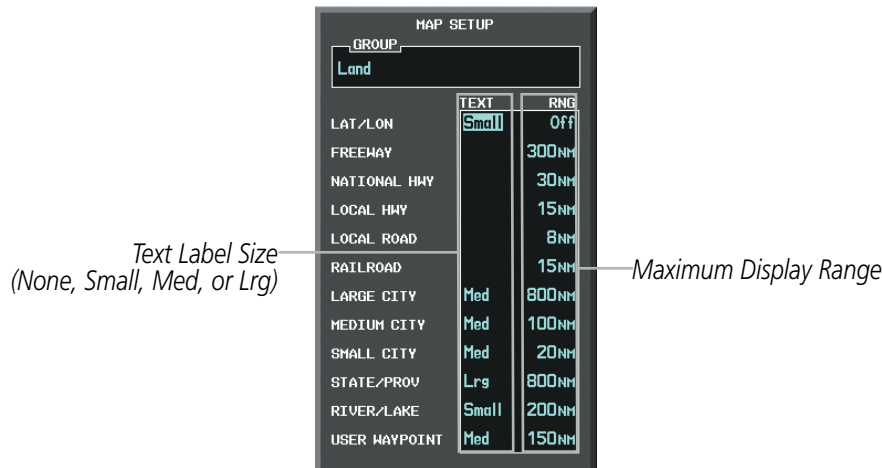 MAP SETUP
GROUP
Land
TEXT RNG
LAT/LON Small Off
FREEWAY 300NM
NATIONAL HWY 30NM
LOCAL HWY 15NM
LOCAL ROAD 8NM
RAILROAD 15NM
LARGE CITY Med 800NM
MEDIUM CITY Med 100NM
SMALL CITY Med 20NM
STATE/PROV Lrg 800NM
RIVER/LAKE Small 200NM
USER WAYPOINT Med 150NM
Text Label Size
(None, Small, Med, or Lrg)
Maximum Display Range